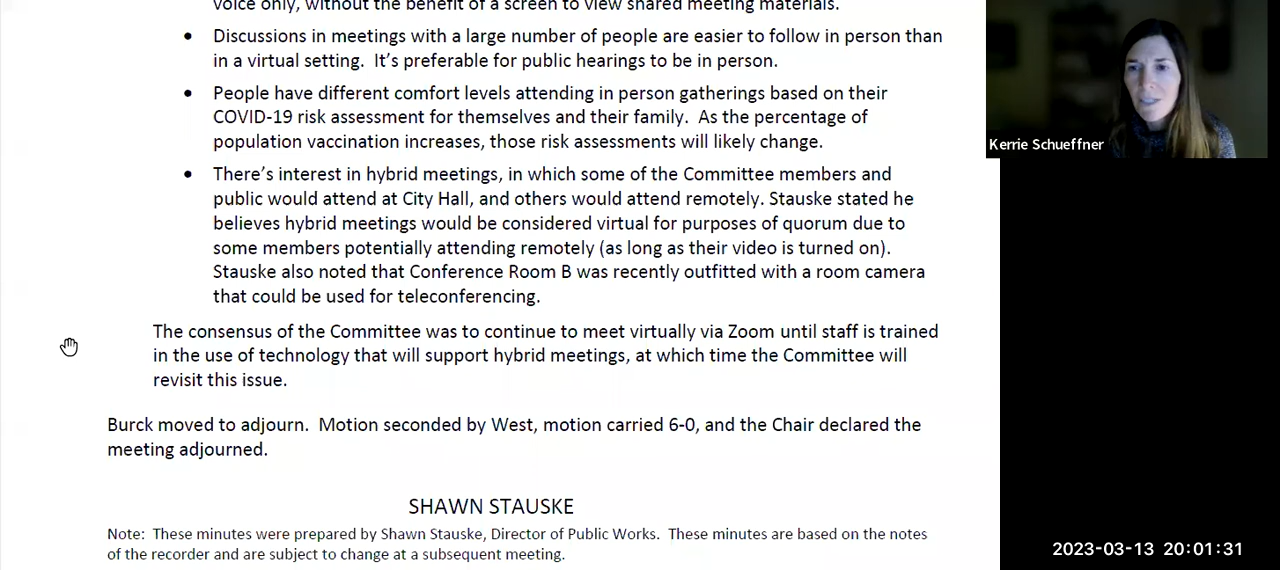 voice only, without the benefit of a screen to view shared meeting materials.
• Discussions in meetings with a large number of people are easier to follow in person than
in a virtual setting.  It's preferable for public hearings to be in person.
• People have different comfort levels attending in person gatherings based on their
COVID-19 risk assessment for themselves and their family.  As the percentage of
population vaccination increases, those risk assessments will likely change.
• There's interest in hybrid meetings, in which some of the Committee members and
public would attend at City Hall, and others would attend remotely. Stauske stated he
believes hybrid meetings would be considered virtual for purposes of quorum due to
some members potentially attending remotely (as long as their video is turned on).
Stauske also noted that Conference Room B was recently outfitted with a room camera
that could be used for teleconferencing.
The consensus of the Committee was to continue to meet virtually via Zoom until staff is trained
in the use of technology that will support hybrid meetings, at which time the Committee will
revisit this issue.
Burck moved to adjourn.  Motion seconded by West, motion carried 6-0, and the Chair declared the
meeting adjourned.
SHAWN STAUSKE
Note:  These minutes were prepared by Shawn Stauske, Director of Public Works.  These minutes are based on the notes
of the recorder and are subject to change at a subsequent meeting.
Kerrie Schueffner
2023-03-13 20:01:31